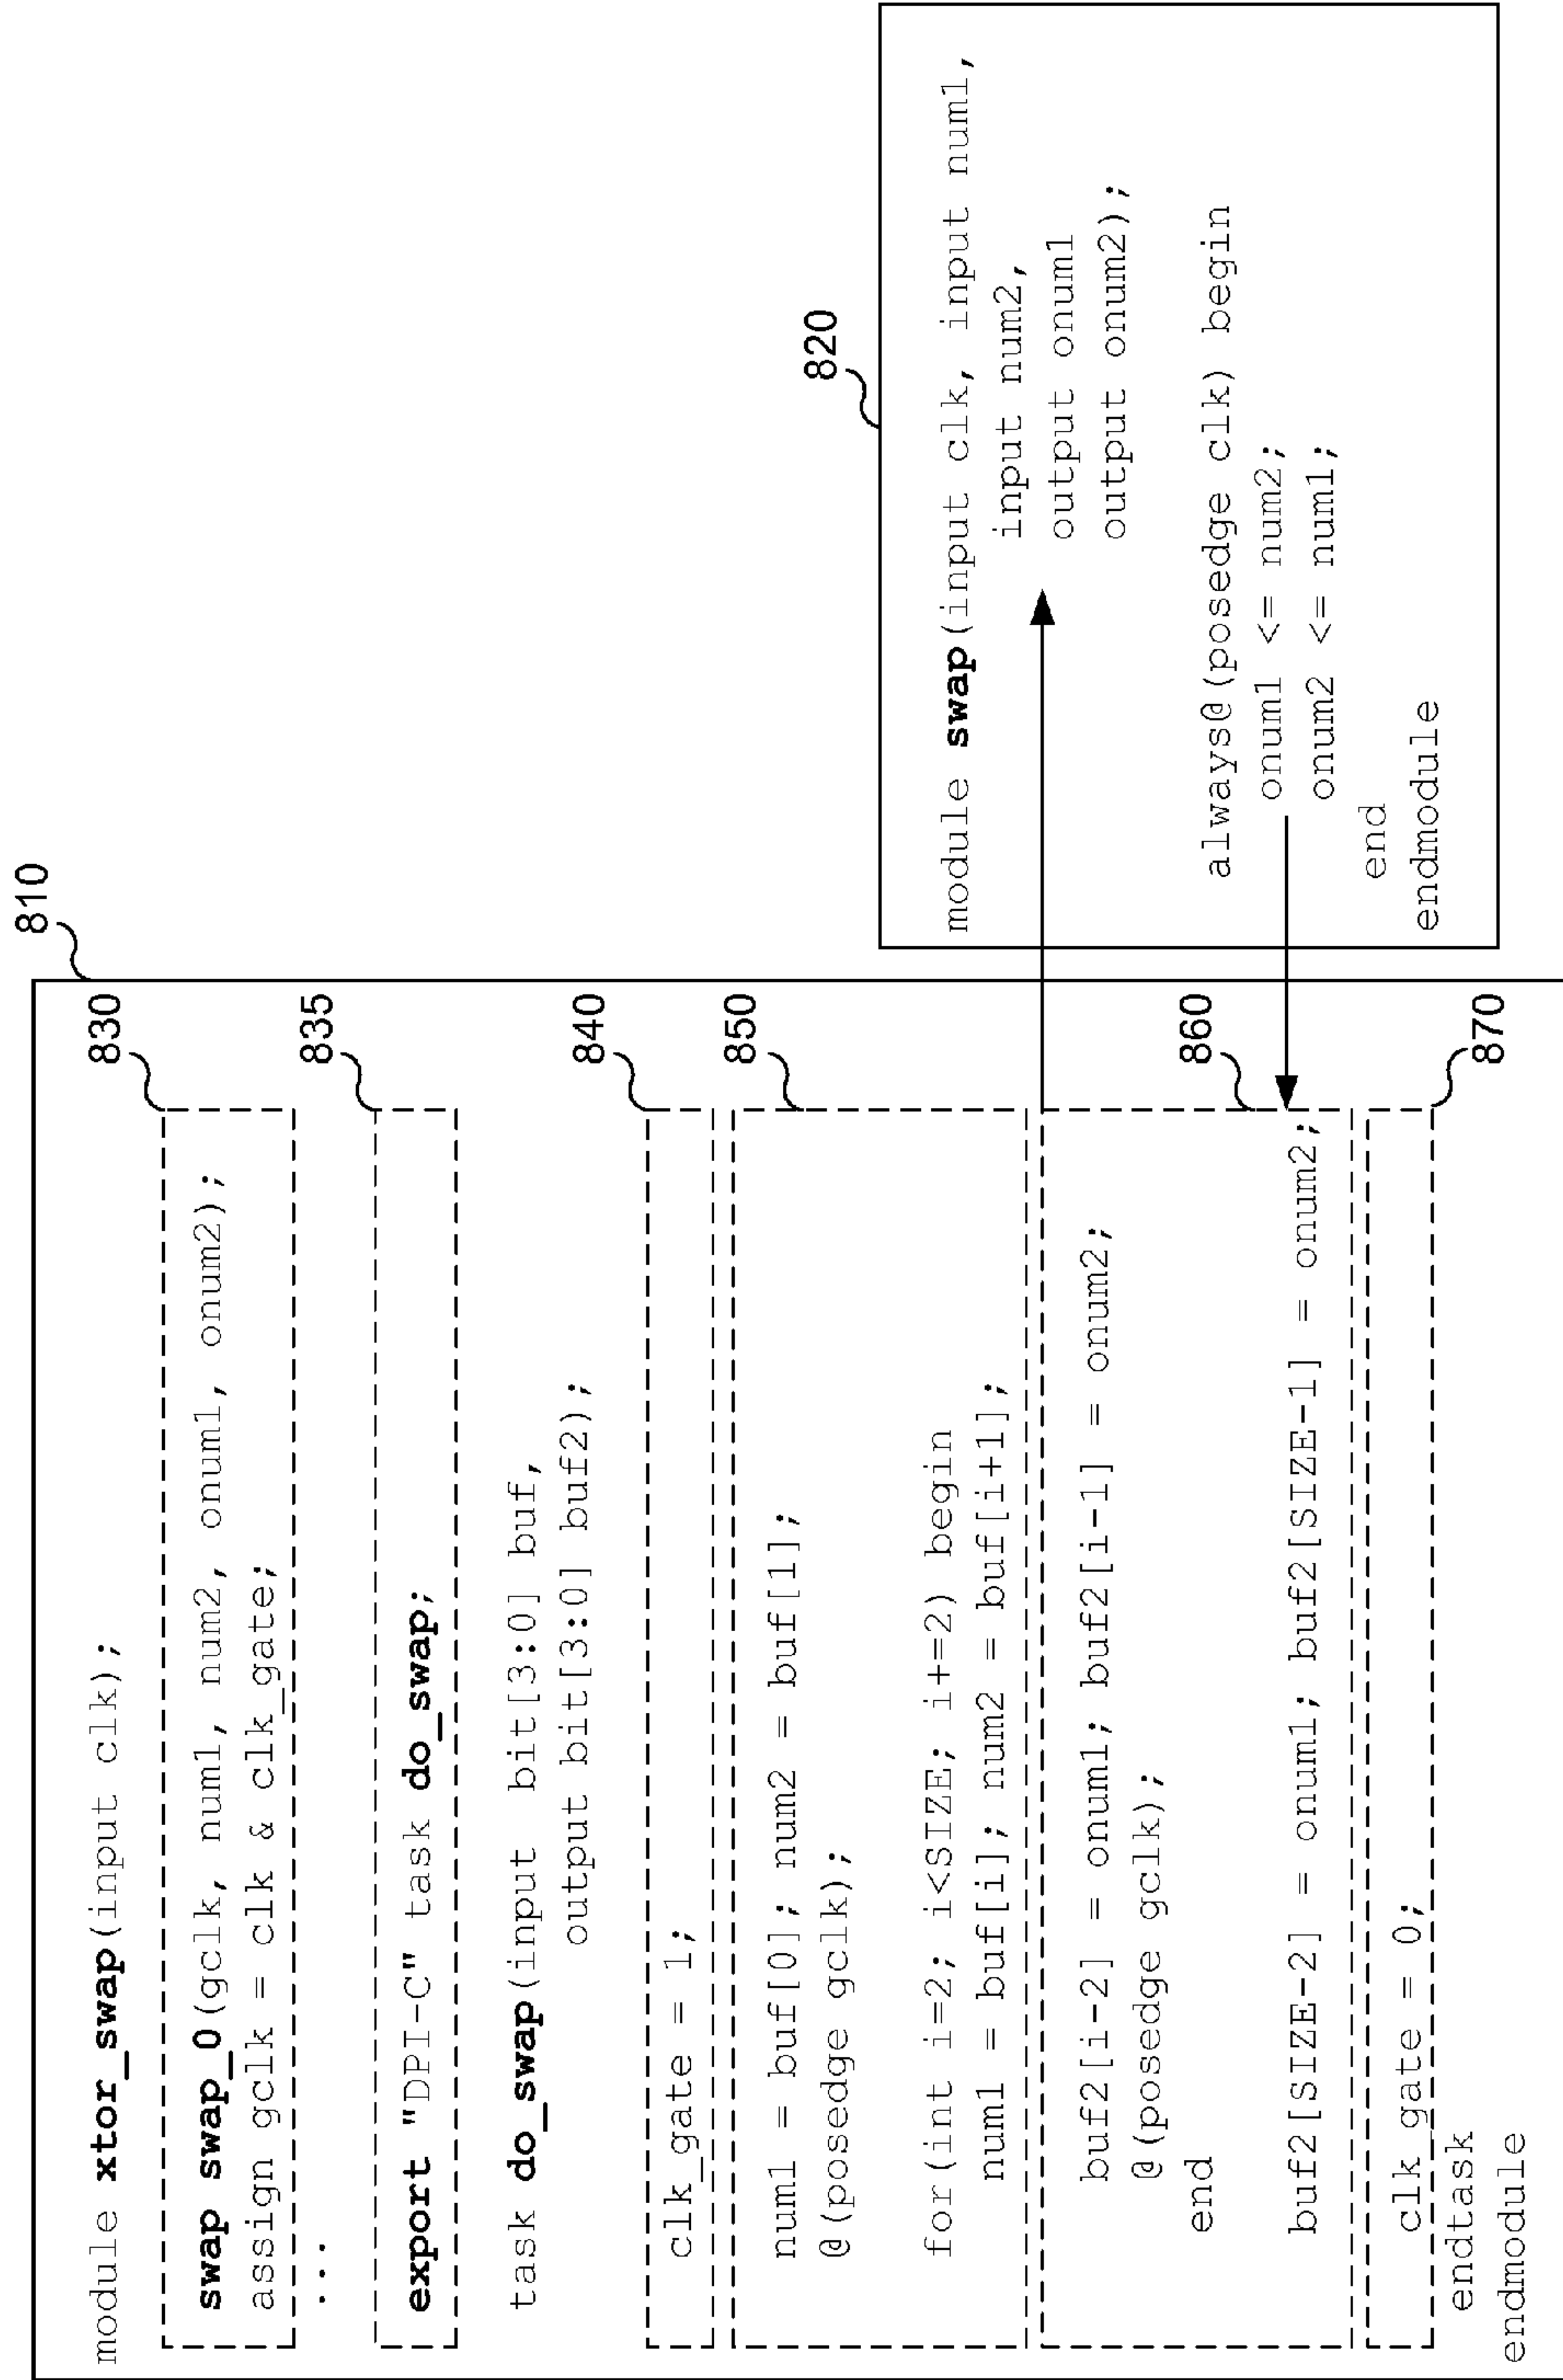 810
module xtor_swap(input clk);
830
swap swap_0(gclk, num1, num2, onum1, onum2);
assign gclk = clk & clk_gate;
...
835
export "DPI-C" task do_swap;
task do_swap(input bit[3:0] buf,
output bit[3:0] buf2);
840
clk_gate = 1;
850
num1 = buf[0]; num2 = buf[1];
@(posedge gclk);
for(int i=2; i<SIZE; i+=2) begin
num1 = buf[i]; num2 = buf[i+1];
buf2[i-2] = onum1; buf2[i-1] = onum2;
@(posedge gclk);
end
860
buf2[SIZE-2] = onum1; buf2[SIZE-1] = onum2;
clk_gate = 0;
870
endtask
endmodule
820
module swap(input clk, input num1,
input num2,
output onum1
output onum2);
always@(posedge clk) begin
onum1 <= num2;
onum2 <= num1;
end
endmodule